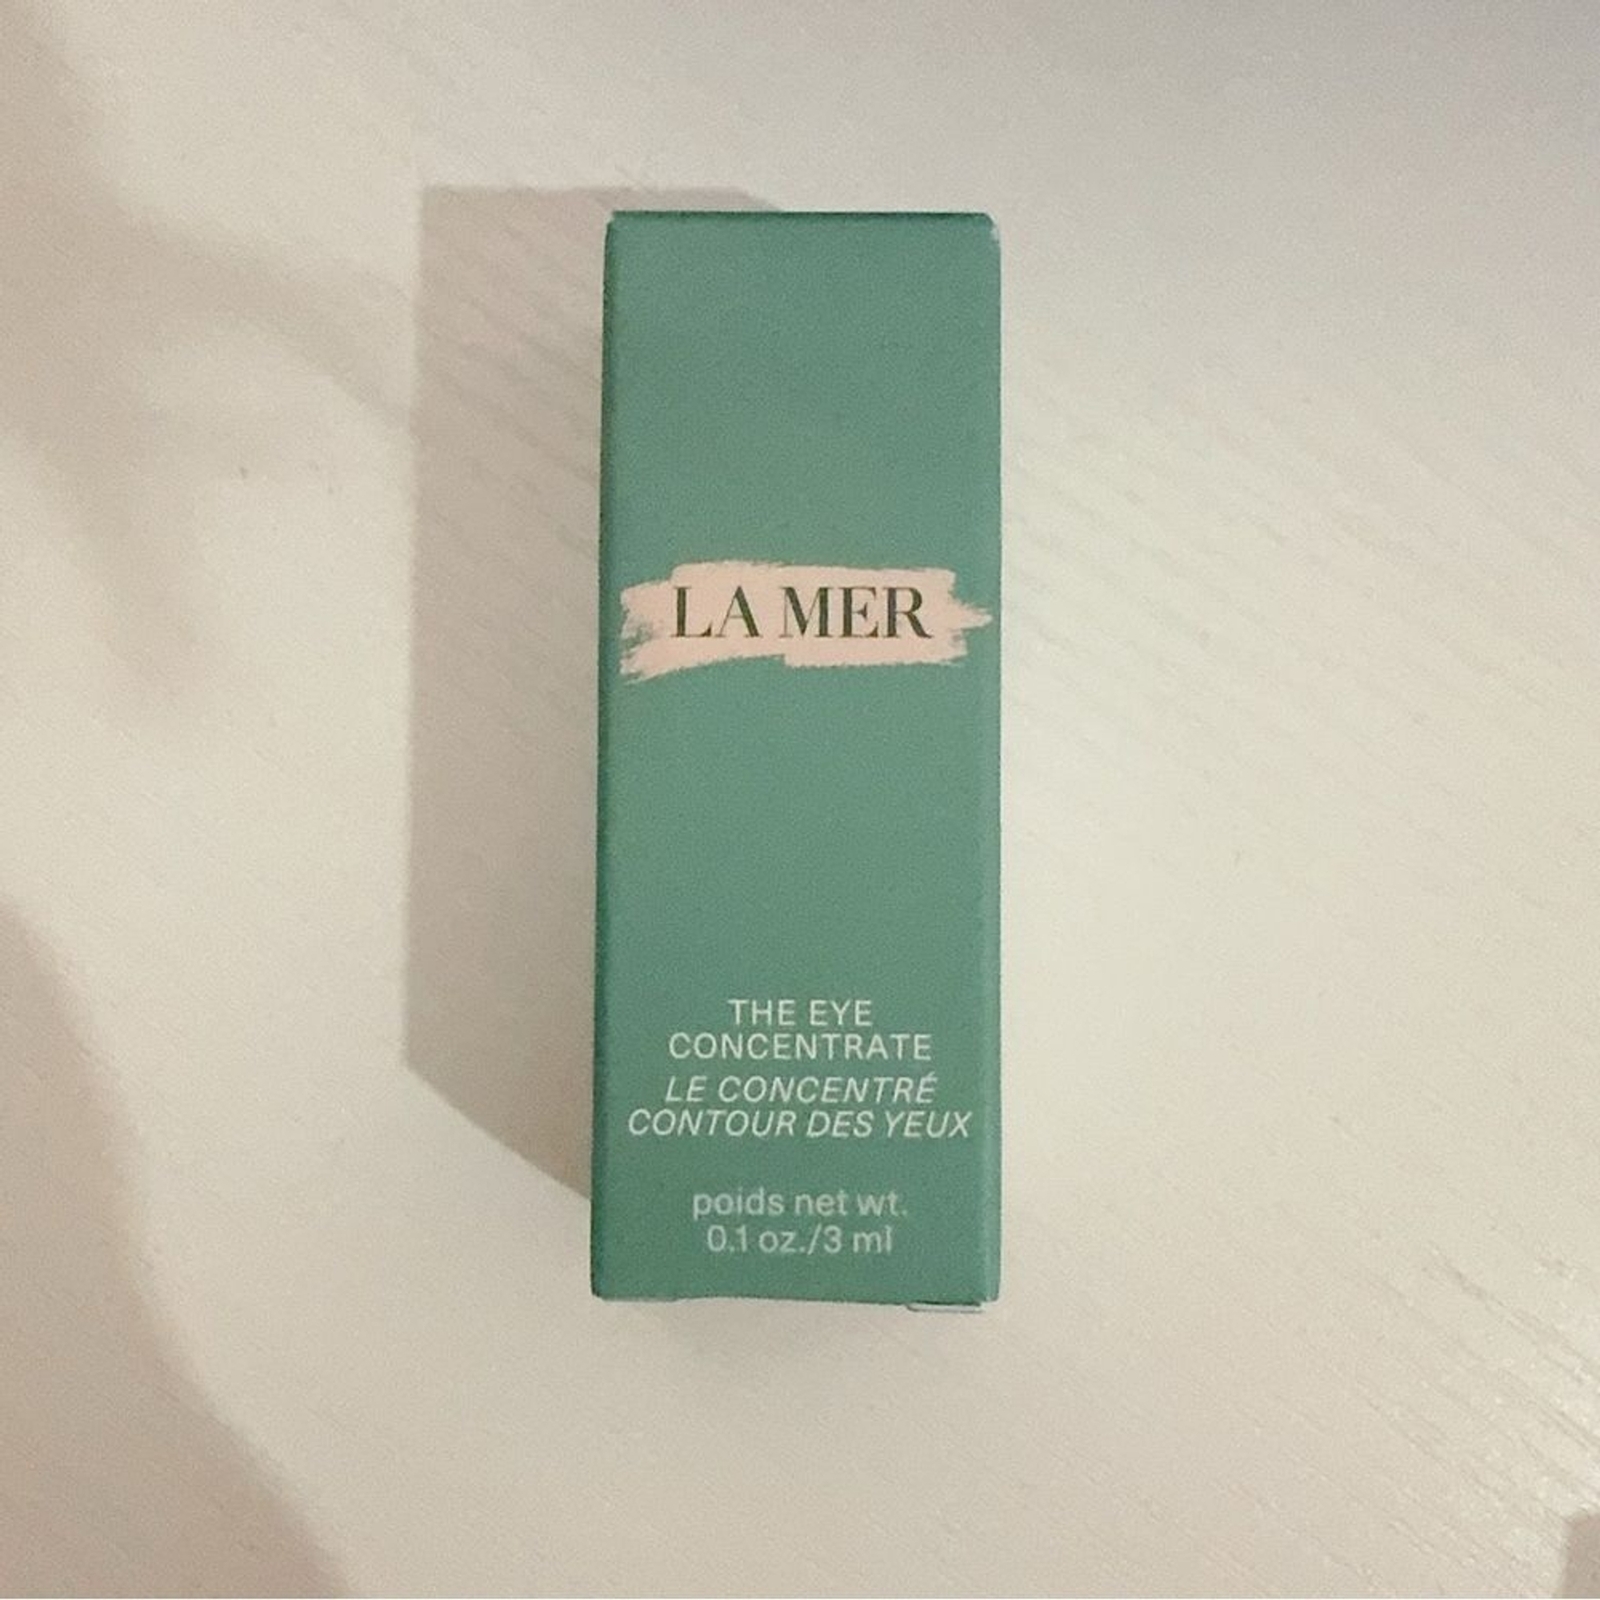 LA MER
THE EYE
CONCENTRATE
LE CONCENTRÉ
CONTOUR DES YEUX
poids net wt.
0.1 oz./3 ml